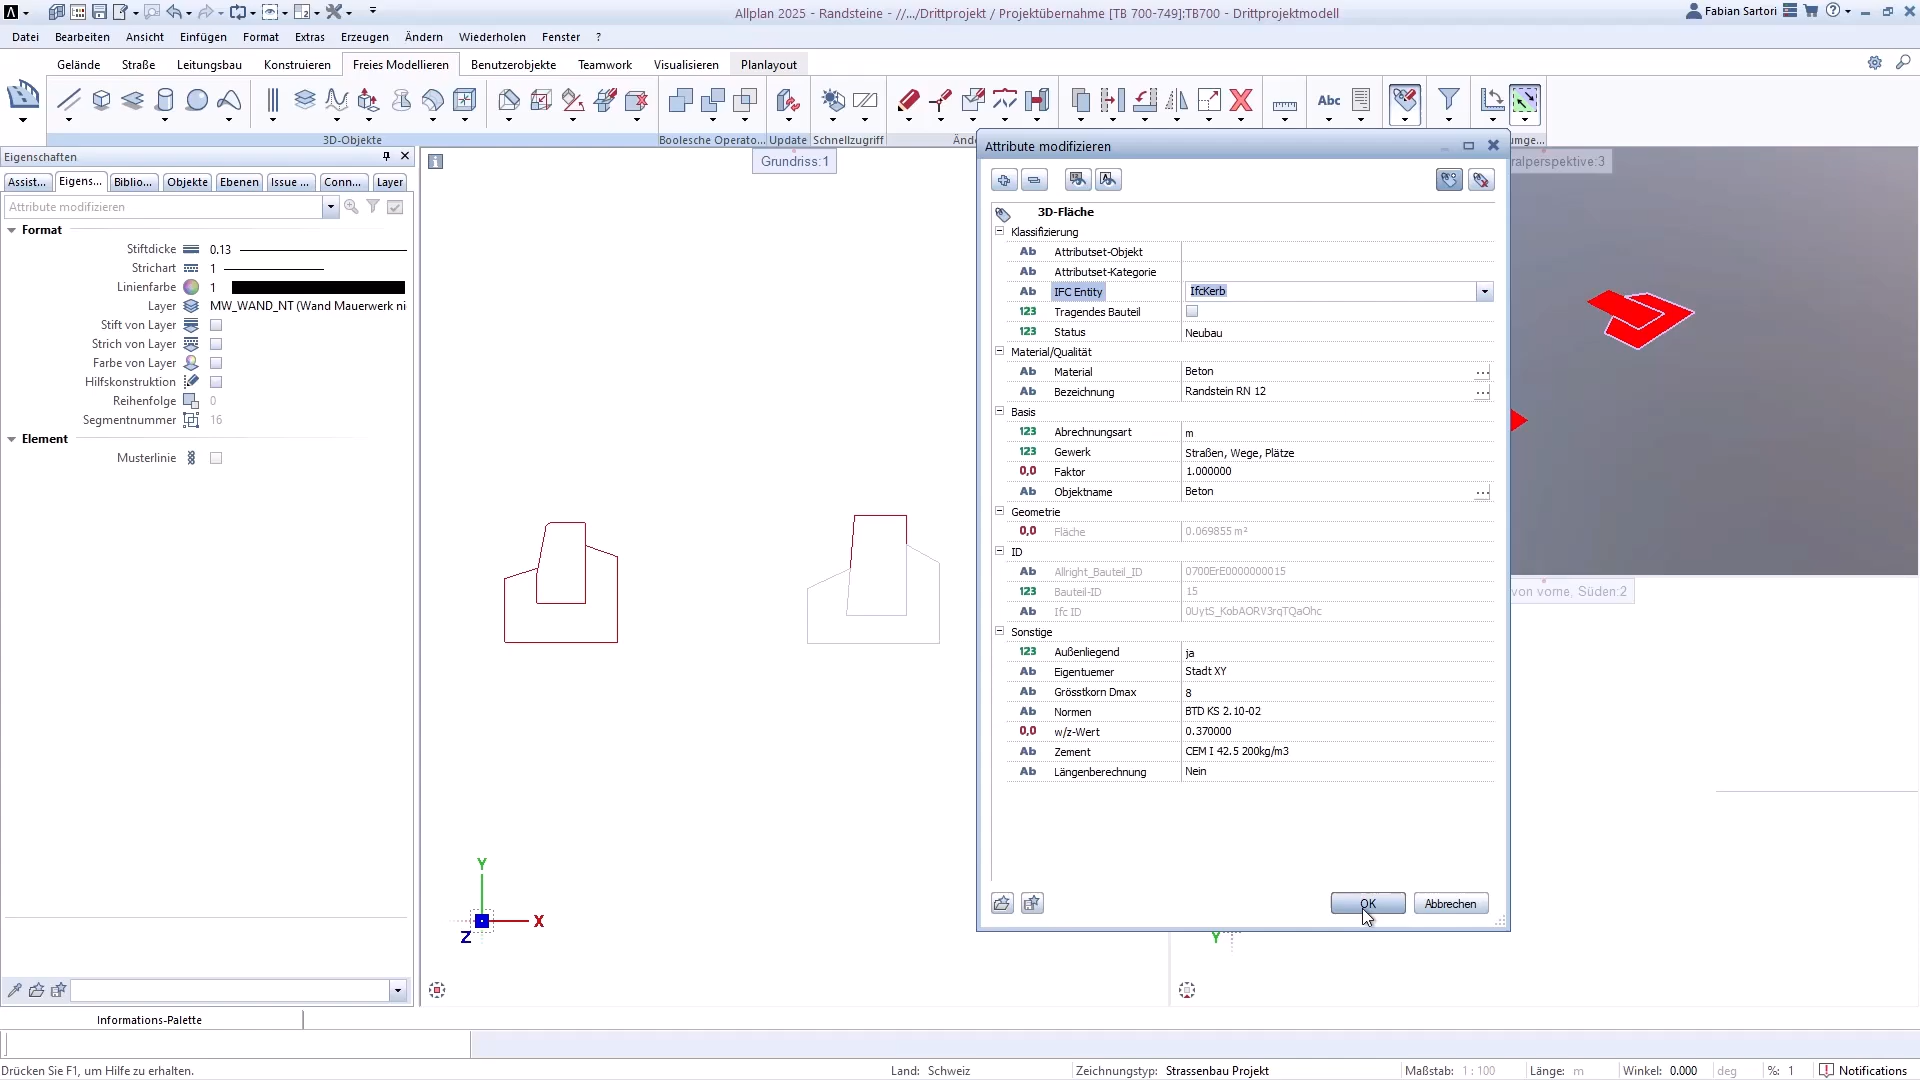 Allplan 2025 - Randsteine - //.../Drittprojekt / Projektübernahme [TB 700-749]:TB700 - Drittprojektmodell
Fabian Sartori
Datei Bearbeiten Ansicht Einfügen Format Extras Erzeugen Ändern Wiederholen Fenster ?
Gelände Straße Leitungsbau Konstruieren Freies Modellieren Benutzerobjekte Teamwork Visualisieren Planlayout
Abc
3D-Objekte Boolesche Operato... Update Schnellzugriff
Eigenschaften
Assist... Eigens... Biblio... Objekte Ebenen Issue ... Conn... Layer
Attribute modifizieren
Format
Stiftdicke 0.13
Strichart 1
Linienfarbe 1
Layer MW_WAND_NT (Wand Mauerwerk ni
Stift von Layer
Strich von Layer
Farbe von Layer
Hilfskonstruktion
Reihenfolge 0
Segmentnummer 16
Element
Musterlinie
Grundriss:1
ralperspektive:3
von vorne, Süden:2
Y
X
Z
Y
Attribute modifizieren
3D-Fläche
Klassifizierung
Ab Attributset-Objekt
Ab Attributset-Kategorie
Ab IFC Entity IfcKerb
123 Tragendes Bauteil
123 Status Neubau
Material/Qualität
Ab Material Beton ...
Ab Bezeichnung Randstein RN 12 ...
Basis
123 Abrechnungsart m
123 Gewerk Straßen, Wege, Plätze
0,0 Faktor 1.000000
Ab Objektname Beton ...
Geometrie
0,0 Fläche 0.069855 m²
ID
Ab Allright_Bauteil_ID 0700ErE0000000015
123 Bauteil-ID 15
Ab Ifc ID 0UytS_KobAORV3rqTQaOhc
Sonstige
123 Außenliegend ja
Ab Eigentuemer Stadt XY
Ab Grösstkorn Dmax 8
Ab Normen BTD KS 2.10-02
0,0 w/z-Wert 0.370000
Ab Zement CEM I 42.5 200kg/m3
Ab Längenberechnung Nein
OK Abbrechen
Informations-Palette
Drücken Sie F1, um Hilfe zu erhalten. Land: Schweiz Zeichnungstyp: Strassenbau Projekt Maßstab: 1 : 100 Länge: m Winkel: 0.000 deg %: 1 Notifications